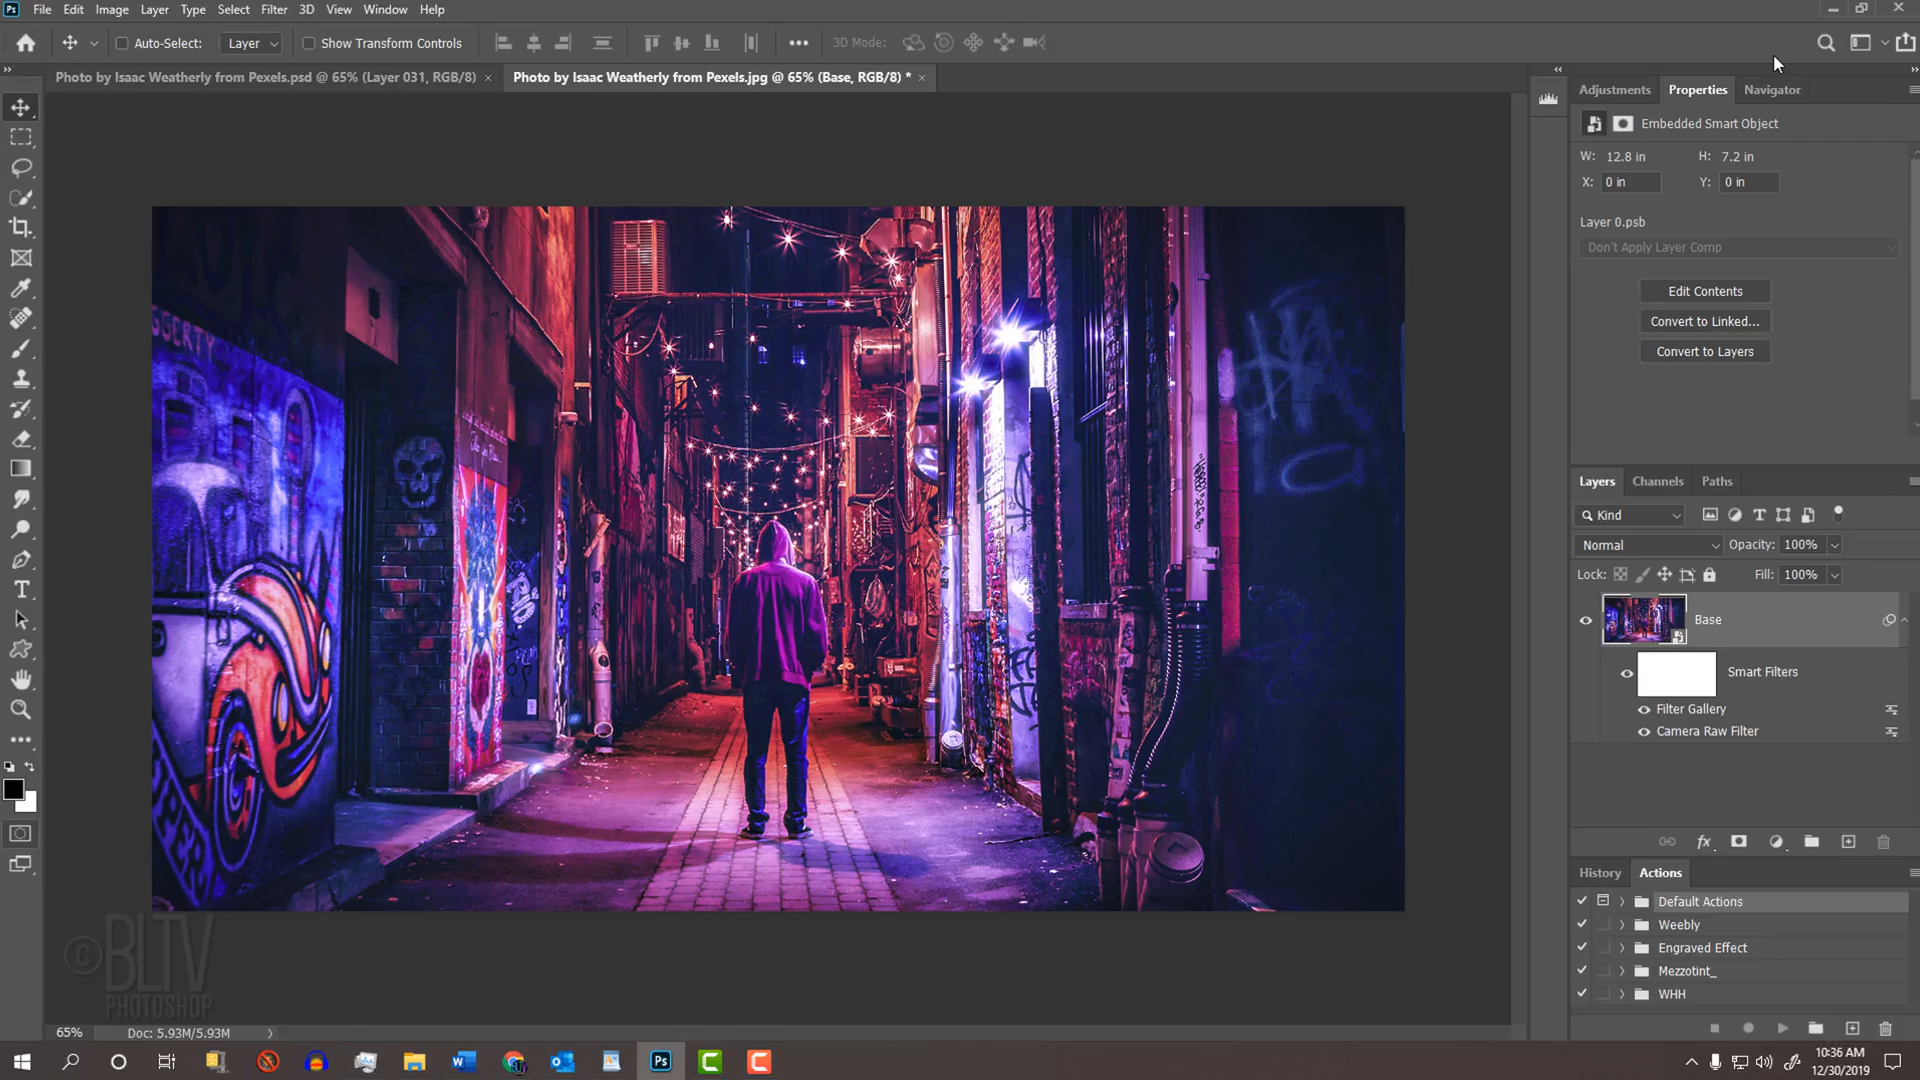 Ps File Edit Image Layer Type Select Filter 3D View Window Help
Auto-Select: Layer Show Transform Controls 3D Mode:
Photo by Isaac Weatherly from Pexels.psd @ 65% (Layer 031, RGB/8) × Photo by Isaac Weatherly from Pexels.jpg @ 65% (Base, RGB/8) * ×
Adjustments Properties Navigator
Embedded Smart Object
W: 12.8 in H: 7.2 in
X: 0 in Y: 0 in
Layer 0.psb
Don't Apply Layer Comp
Edit Contents
Convert to Linked...
Convert to Layers
GGERTY
Layers Channels Paths
Kind
Normal Opacity: 100%
Lock: Fill: 100%
Base
Smart Filters
Filter Gallery
Camera Raw Filter
History Actions
Default Actions
Weebly
Engraved Effect
Mezzotint_
WHH
©BLTV
PHOTOSHOP
65% Doc: 5.93M/5.93M
10:36 AM
12/30/2019